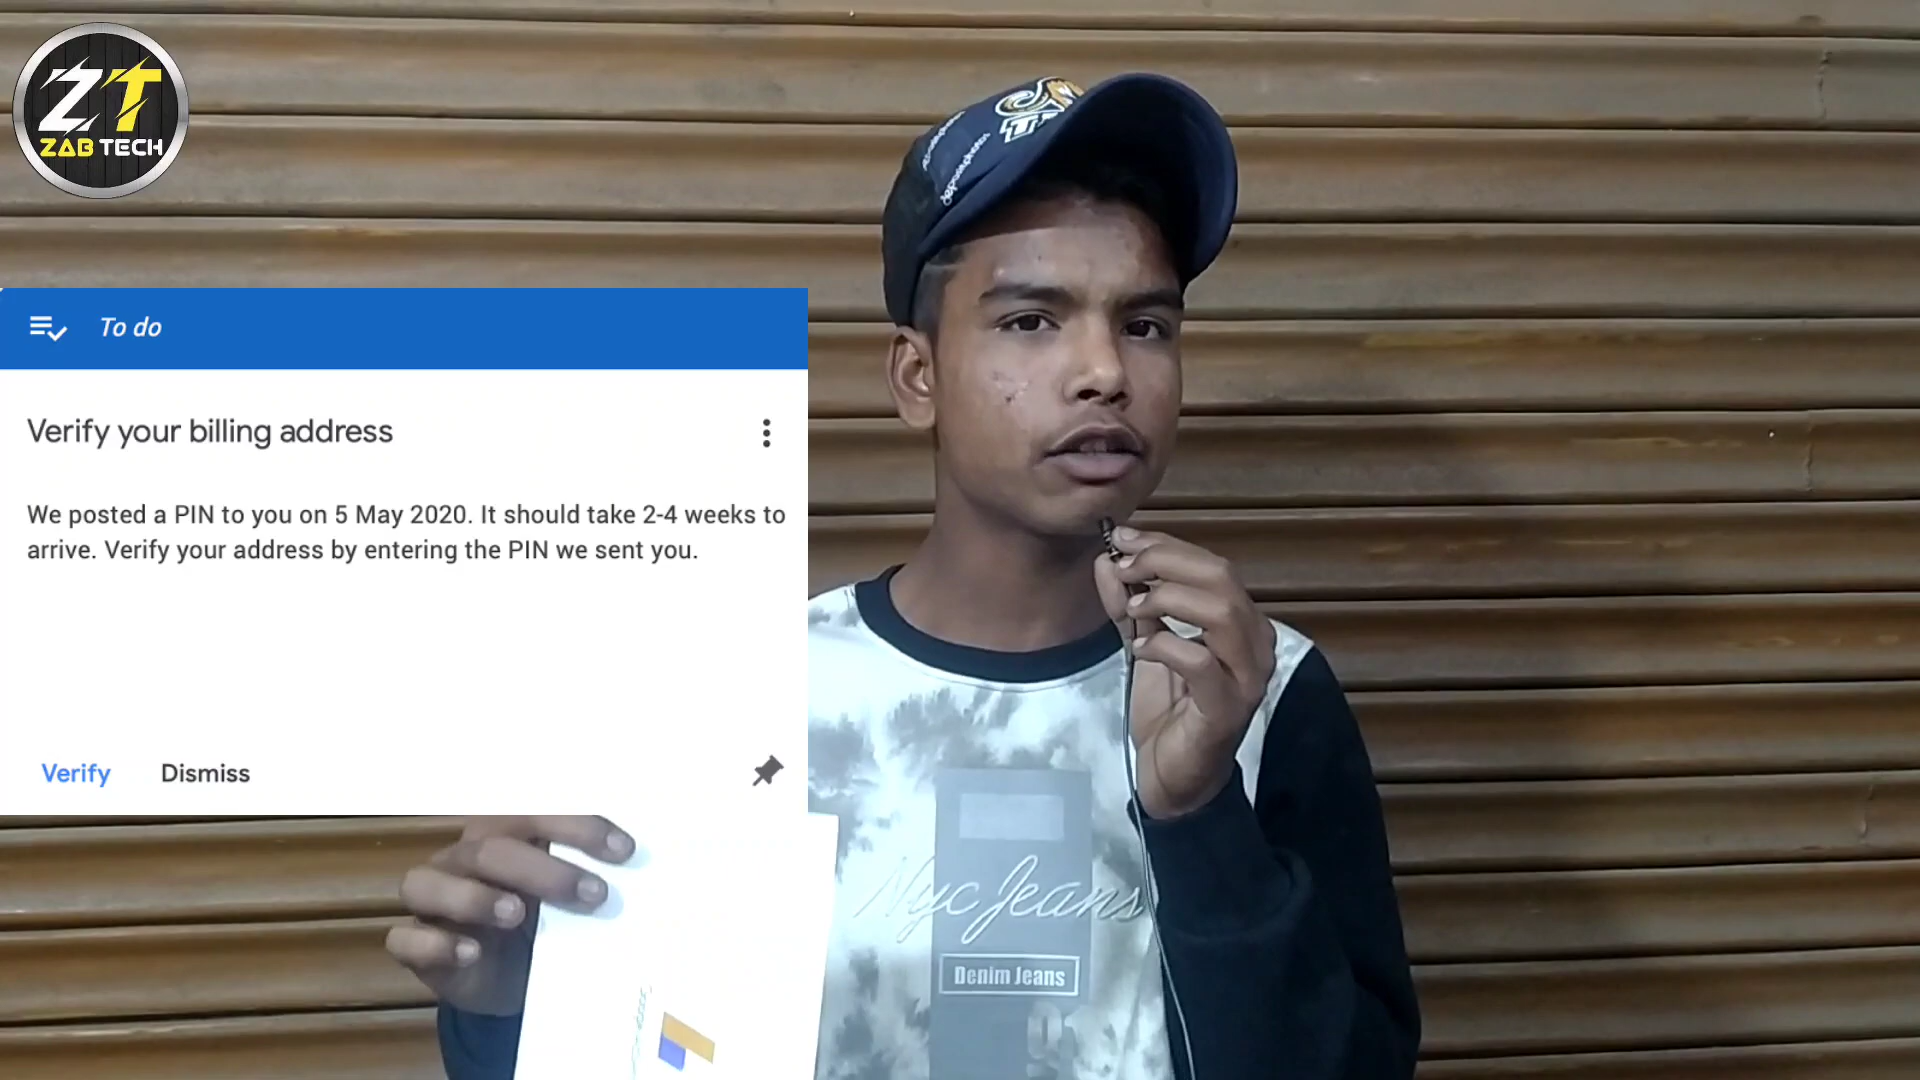 ZT
ZAB TECH
To do
Verify your billing address
We posted a PIN to you on 5 May 2020. It should take 2-4 weeks to
arrive. Verify your address by entering the PIN we sent you.
Verify
Dismiss
Nyc Jeans
Denim Jeans